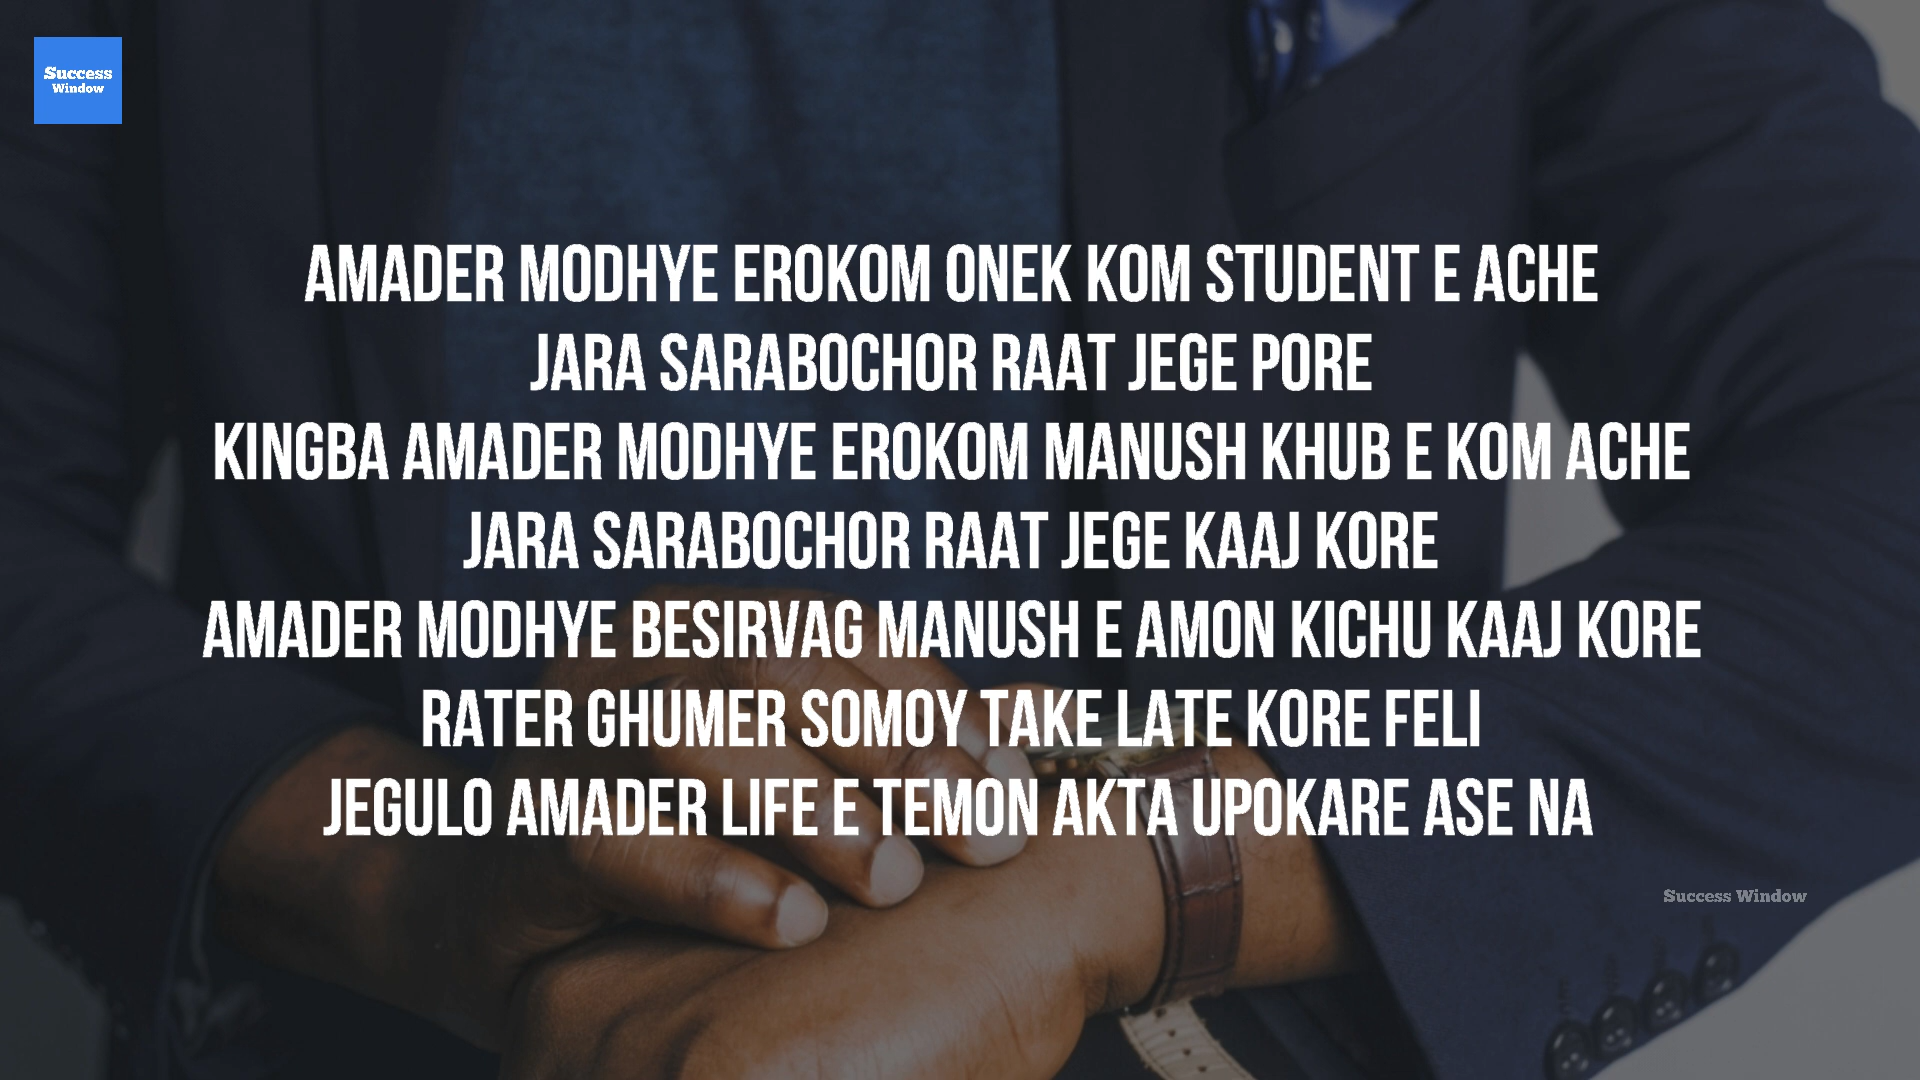 Success
Window
AMADER MODHYE EROKOM ONEK KOM STUDENT E ACHE
JARA SARABOCHOR RAAT JEGE PORE
KINGBA AMADER MODHYE EROKOM MANUSH KHUB E KOM ACHE
JARA SARABOCHOR RAAT JEGE KAAJ KORE
AMADER MODHYE BESIRVAG MANUSH E AMON KICHU KAAJ KORE
RATER GHUMER SOMOY TAKE LATE KORE FELI
JEGULO AMADER LIFE E TEMON AKTA UPOKARE ASE NA
Success Window